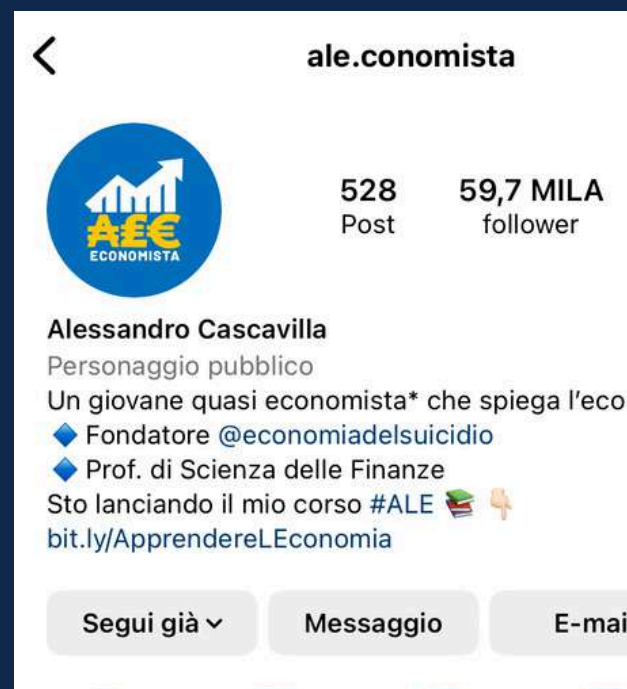 ale.conomista
A££
ECONOMISTA
528
Post
59,7 MILA
follower
Alessandro Cascavilla
Personaggio pubblico
Un giovane quasi economista* che spiega l'eco
Fondatore @economiadelsuicidio
Prof. di Scienza delle Finanze
Sto lanciando il mio corso #ALE
bit.ly/ApprendereLEconomia
Segui già
Messaggio
E-mai